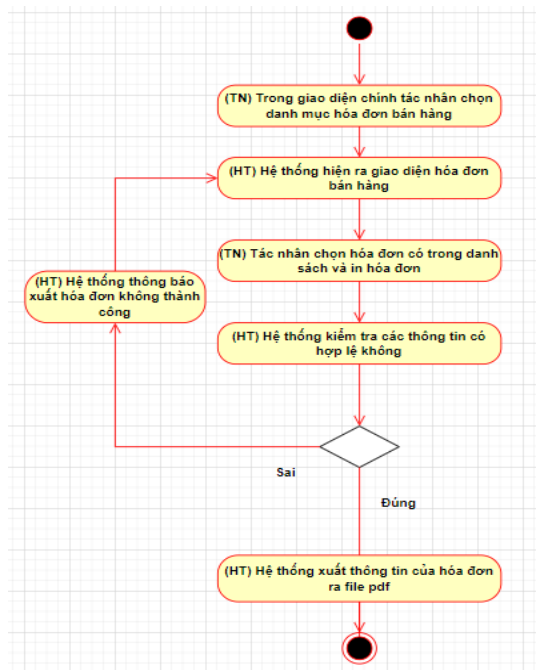 (TN) Trong giao diện chính tác nhân chọn
danh mục hóa đơn bán hàng
(HT) Hệ thống hiện ra giao diện hóa đơn
bán hàng
(TN) Tác nhân chọn hóa đơn có trong danh
sách và in hóa đơn
(HT) Hệ thống thông báo
xuất hóa đơn không thành
công
(HT) Hệ thống kiểm tra các thông tin có
hợp lệ không
Sai
Đúng
(HT) Hệ thống xuất thông tin của hóa đơn
ra file pdf